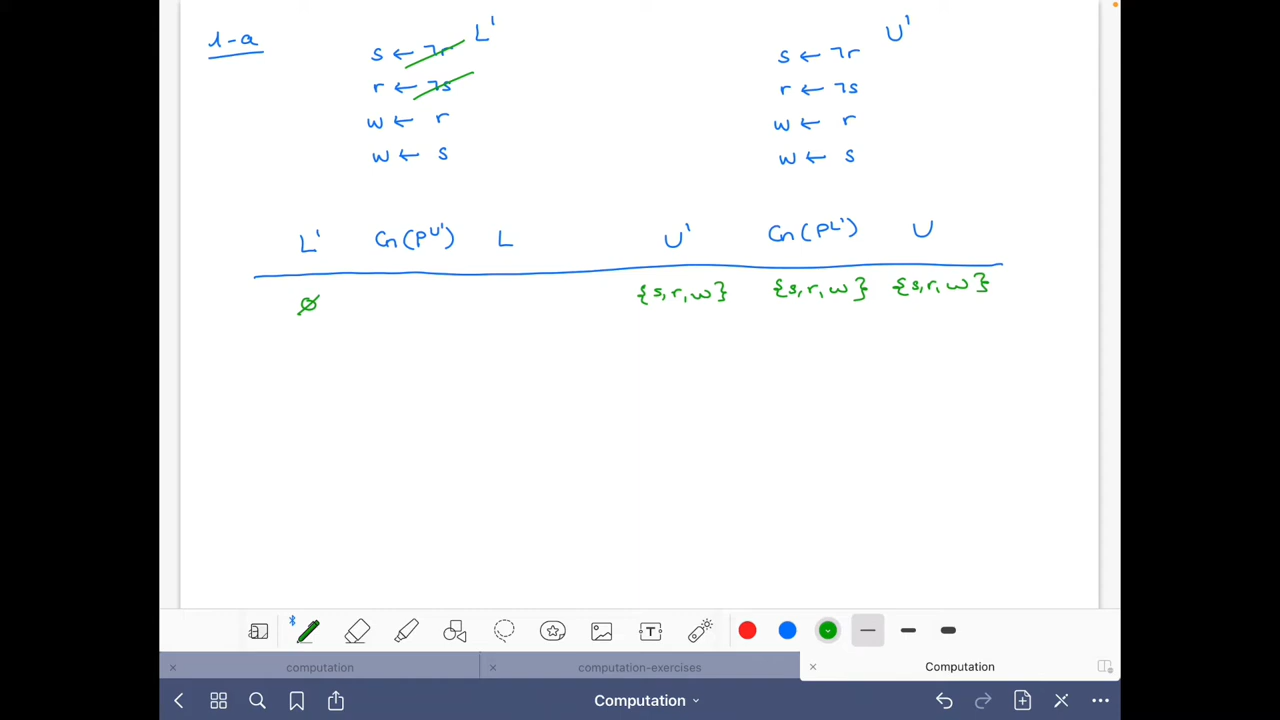 1-a
L'
U'
s ← ¬r
s ← ¬r
r ← ¬s
r ← ¬s
w ← r
w ← r
w ← s
w ← s
L' Cn(P^U') L U' Cn(P^L') U
∅ {s,r,w} {s,r,w} {s,r,w}
T
computation computation-exercises Computation
Computation